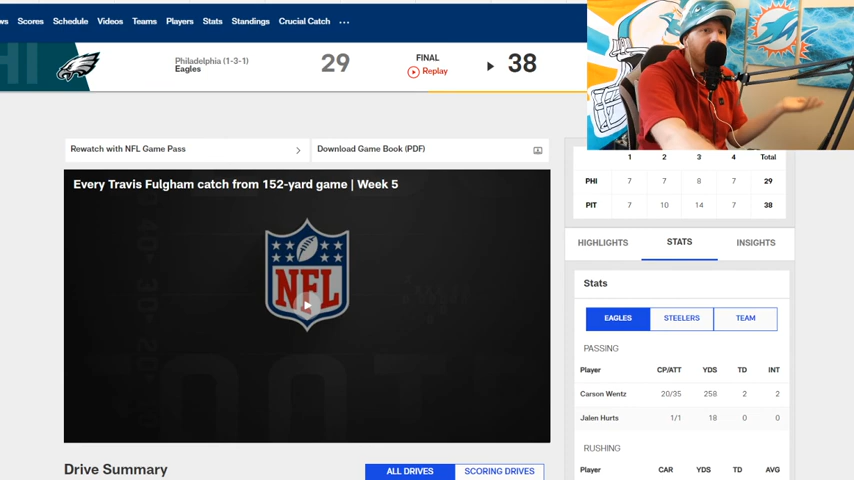 ws Scores Schedule Videos Teams Players Stats Standings Crucial Catch ...
HI
Philadelphia (1-3-1)
Eagles
29
FINAL
Replay
38
Rewatch with NFL Game Pass
Download Game Book (PDF)
Every Travis Fulgham catch from 152-yard game | Week 5
NFL
1 2 3 4 Total
PHI 7 7 8 7 29
PIT 7 10 14 7 38
HIGHLIGHTS STATS INSIGHTS
Stats
EAGLES STEELERS TEAM
PASSING
Player CP/ATT YDS TD INT
Carson Wentz 20/35 258 2 2
Jalen Hurts 1/1 18 0 0
RUSHING
Player CAR YDS TD AVG
Drive Summary
ALL DRIVES SCORING DRIVES